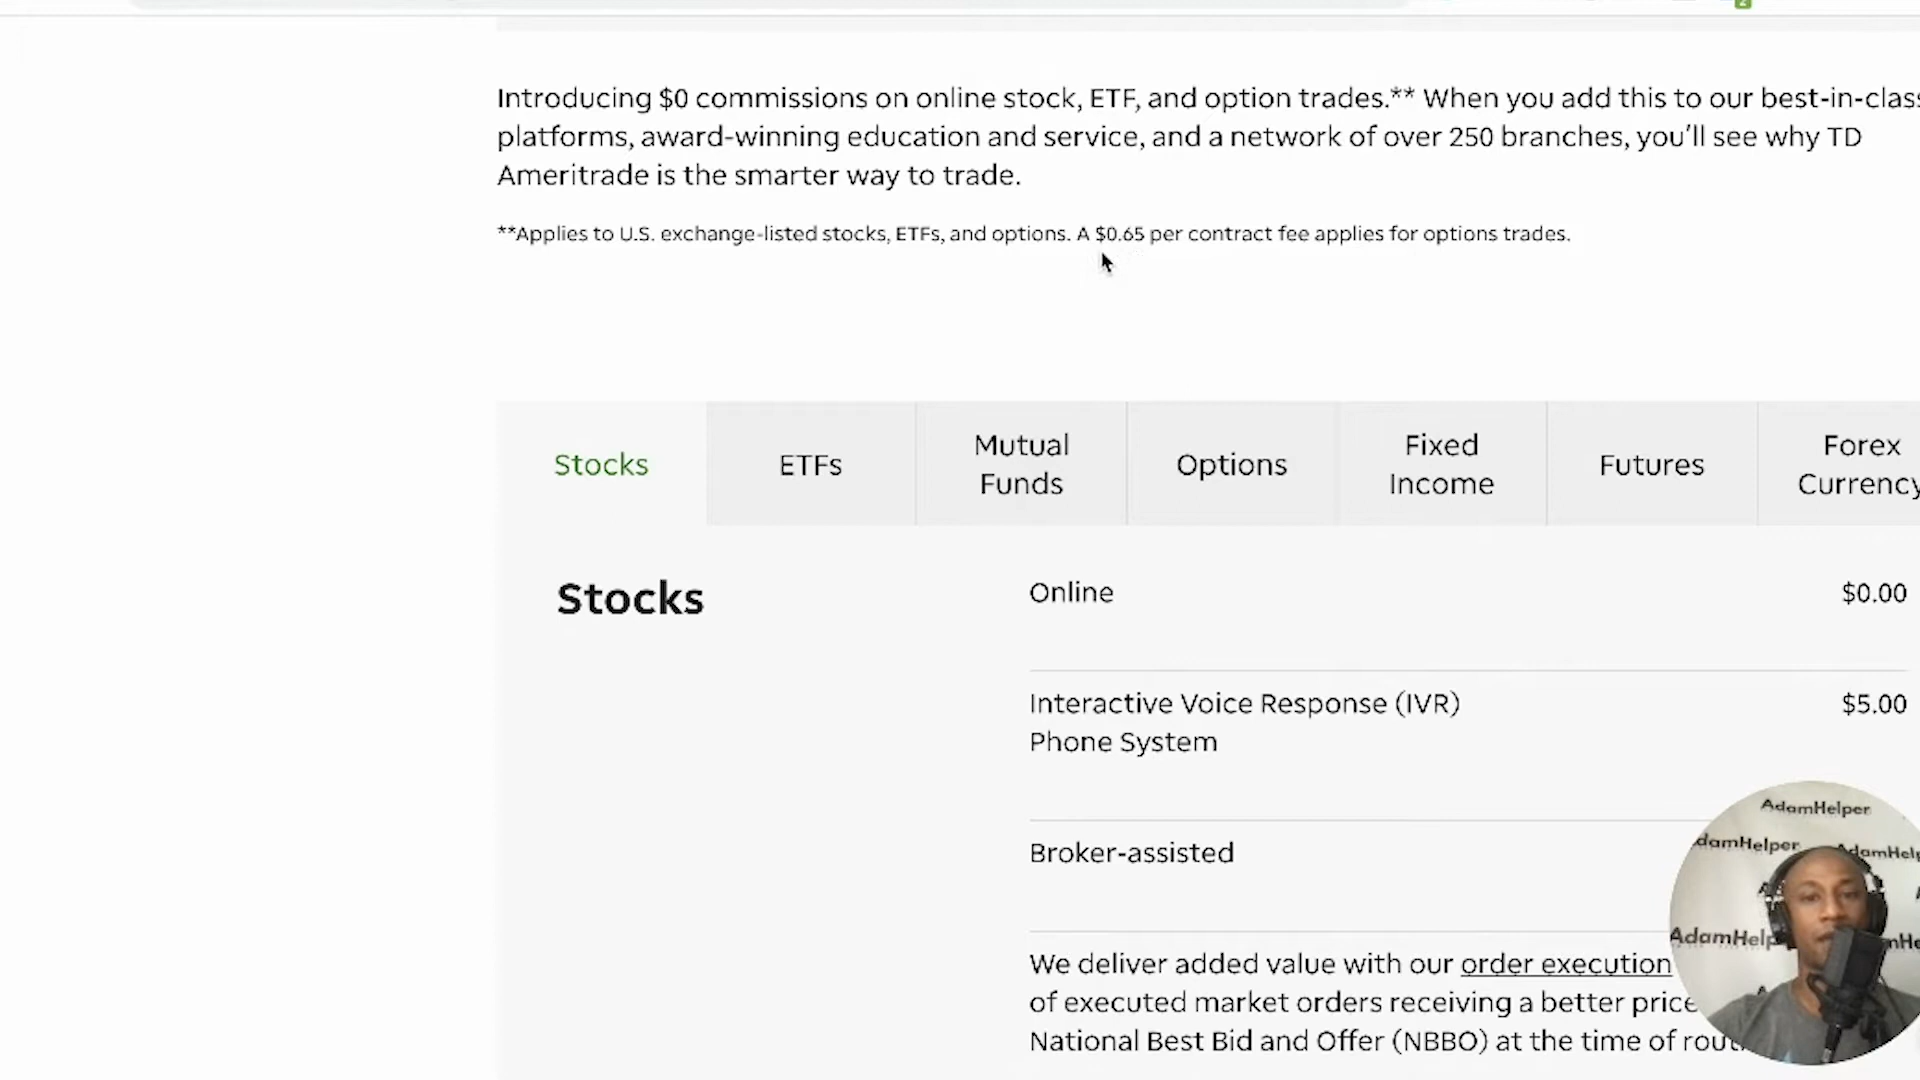 Introducing $0 commissions on online stock, ETF, and option trades.** When you add this to our best-in-clas
platforms, award-winning education and service, and a network of over 250 branches, you'll see why TD
Ameritrade is the smarter way to trade.
**Applies to U.S. exchange-listed stocks, ETFs, and options. A $0.65 per contract fee applies for options trades.
Stocks
ETFs
Mutual
Funds
Options
Fixed
Income
Futures
Forex
Currency
Stocks
Online
$0.00
Interactive Voice Response (IVR)
Phone System
$5.00
Broker-assisted
We deliver added value with our order execution
of executed market orders receiving a better price
National Best Bid and Offer (NBBO) at the time of rout
AdamHelper
damHelper
AdamHelp
AdamHelp